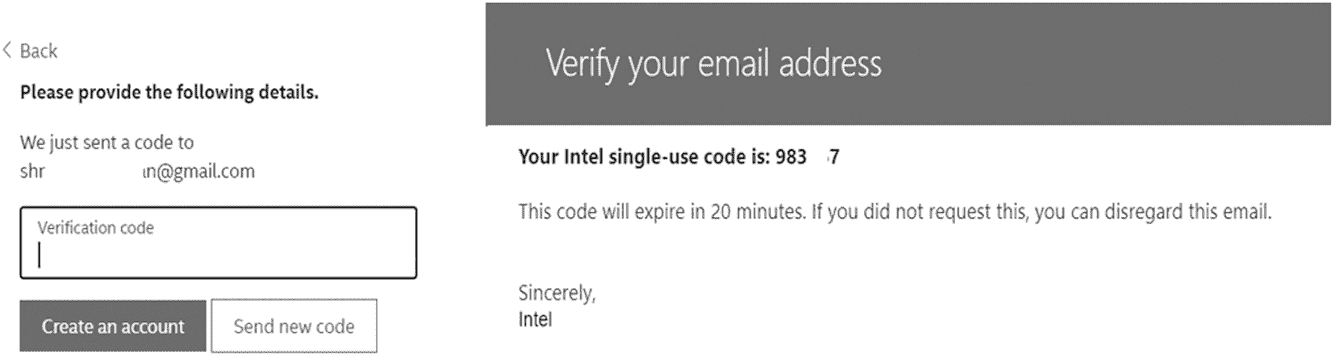 Back
Please provide the following details.
We just sent a code to
shr n@gmail.com
Verification code
Create an account
Send new code
Verify your email address
Your Intel single-use code is: 983 7
This code will expire in 20 minutes. If you did not request this, you can disregard this email.
Sincerely,
Intel